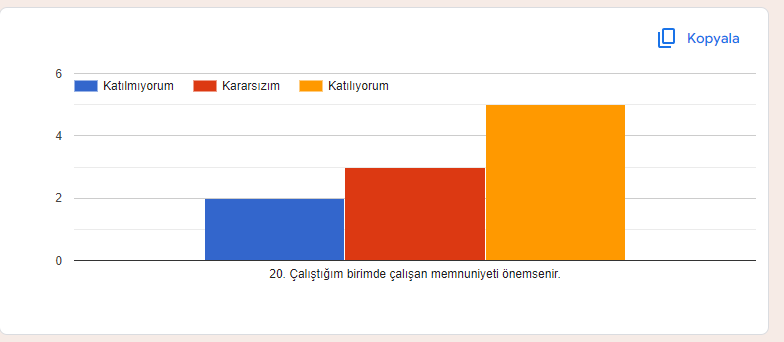 Kopyala
6
Katılmıyorum Kararsızım Katılıyorum
4
2
0
20. Çalıştığım birimde çalışan memnuniyeti önemsenir.